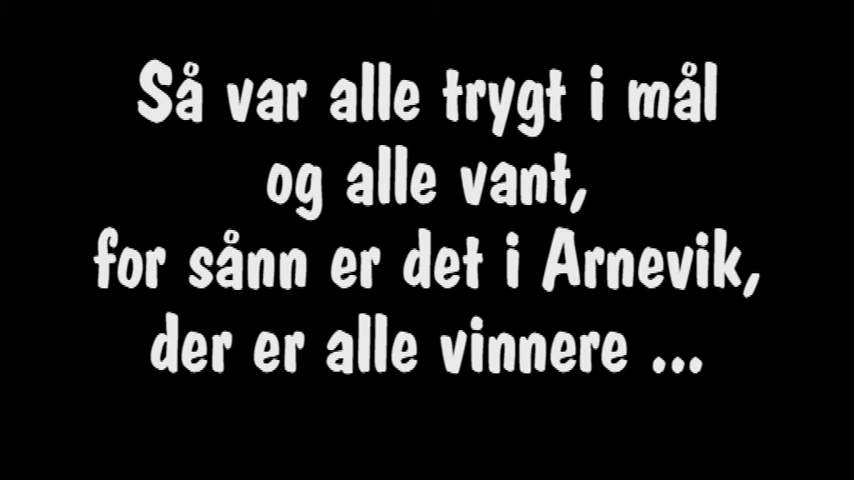 Så var alle trygt i mål
og alle vant,
for sånn er det i Arnevik,
der er alle vinnere ...